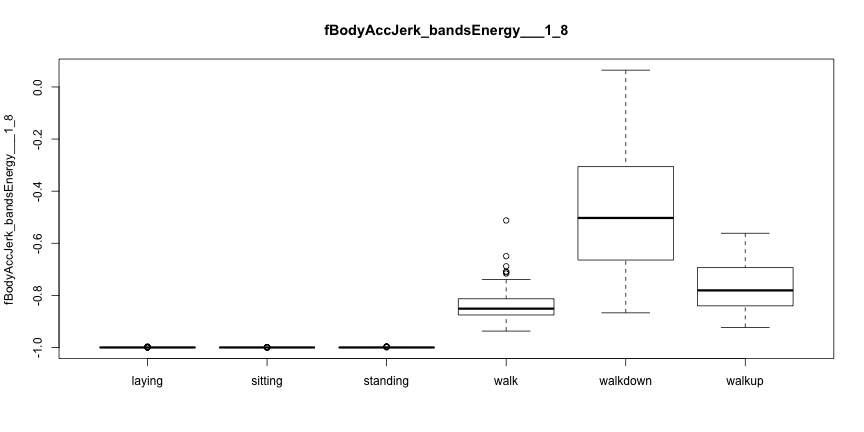 fBodyAccJerk_bandsEnergy___1_8
fBodyAccJerk_bandsEnergy___1_8
0.0
-0.2
-0.4
-0.6
-0.8
-1.0
laying sitting standing walk walkdown walkup